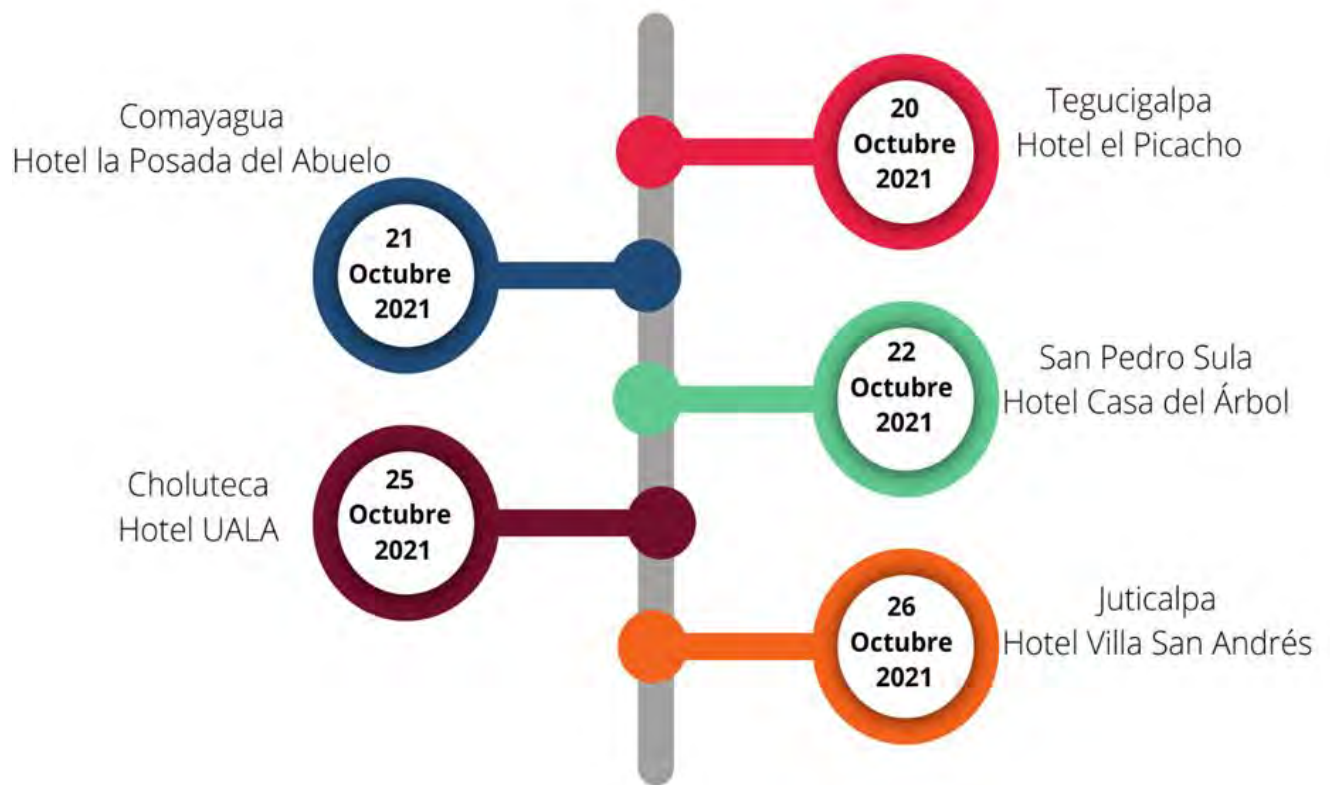 20
Octubre
2021
Tegucigalpa
Hotel el Picacho
Comayagua
Hotel la Posada del Abuelo
21
Octubre
2021
22
Octubre
2021
San Pedro Sula
Hotel Casa del Árbol
Choluteca
Hotel UALA
25
Octubre
2021
26
Octubre
2021
Juticalpa
Hotel Villa San Andrés